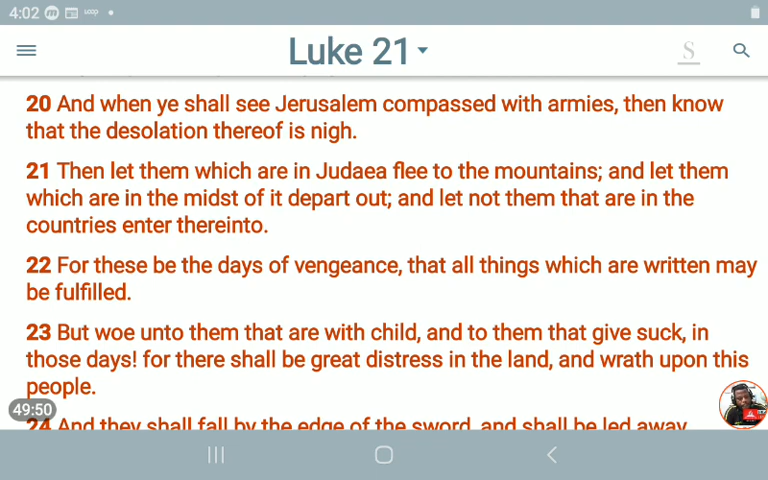 4:02
Luke 21
S
20 And when ye shall see Jerusalem compassed with armies, then know
that the desolation thereof is nigh.
21 Then let them which are in Judaea flee to the mountains; and let them
which are in the midst of it depart out; and let not them that are in the
countries enter thereinto.
22 For these be the days of vengeance, that all things which are written may
be fulfilled.
23 But woe unto them that are with child, and to them that give suck, in
those days! for there shall be great distress in the land, and wrath upon this
people.
49:50
24 And they shall fall by the edge of the sword, and shall be led away